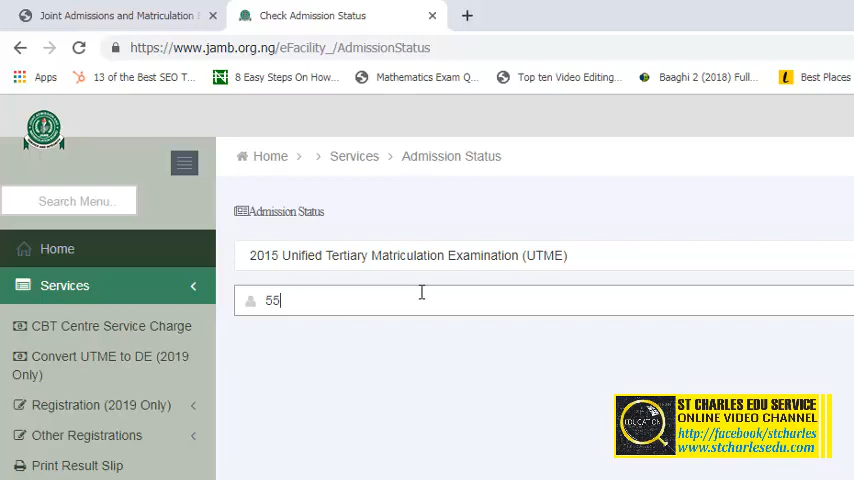 Joint Admissions and Matriculation
Check Admission Status
https://www.jamb.org.ng/eFacility_/AdmissionStatus
Apps
13 of the Best SEO T...
8 Easy Steps On How...
Mathematics Exam Q...
Top ten Video Editing...
Baaghi 2 (2018) Full...
Best Places
Home > > Services > Admission Status
Search Menu..
Admission Status
Home
2015 Unified Tertiary Matriculation Examination (UTME)
Services
55
CBT Centre Service Charge
Convert UTME to DE (2019
Only)
Registration (2019 Only)
Other Registrations
Print Result Slip
EDUCATION
ST CHARLES EDU SERVICE
ONLINE VIDEO CHANNEL
http://facebook/stcharles
www.stcharlesedu.com